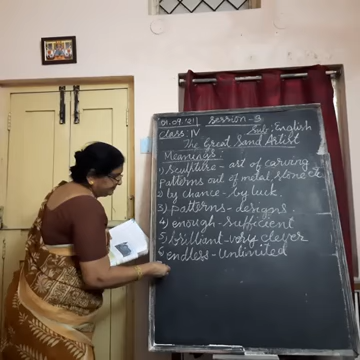 01.09.'21 Session-3
Class: IV Sub: English
The Great Sand Artist
Meanings:
1) Sculpture - art of carving
patterns out of metal stone etc
2) by chance - by luck.
3) patterns - designs.
4) enough - sufficient
5) brilliant - very clever
6) endless - unlimited